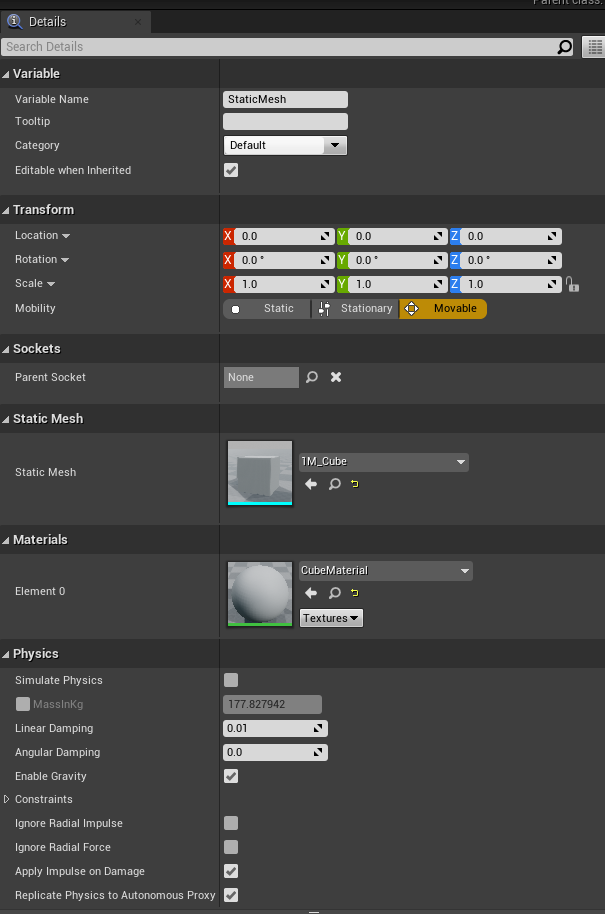 Parent class:
Details
Search Details
Variable
Variable Name StaticMesh
Tooltip
Category Default
Editable when Inherited
Transform
Location X 0.0 Y 0.0 Z 0.0
Rotation X 0.0 ° Y 0.0 ° Z 0.0 °
Scale X 1.0 Y 1.0 Z 1.0
Mobility Static Stationary Movable
Sockets
Parent Socket None
Static Mesh
Static Mesh 1M_Cube
Materials
Element 0 CubeMaterial
Textures
Physics
Simulate Physics
MassInKg 177.827942
Linear Damping 0.01
Angular Damping 0.0
Enable Gravity
Constraints
Ignore Radial Impulse
Ignore Radial Force
Apply Impulse on Damage
Replicate Physics to Autonomous Proxy